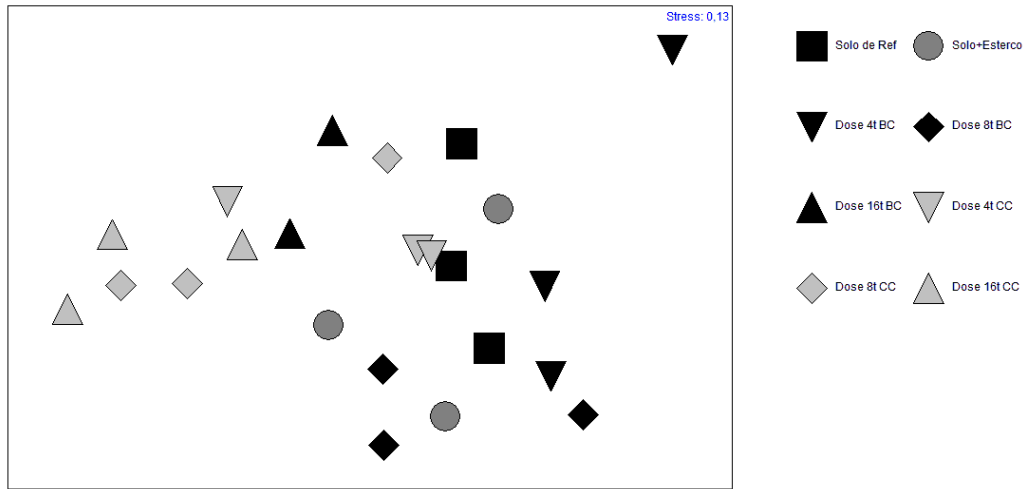 Stress: 0,13
Solo de Ref
Solo+Esterco
Dose 4t BC
Dose 8t BC
Dose 16t BC
Dose 4t CC
Dose 8t CC
Dose 16t CC